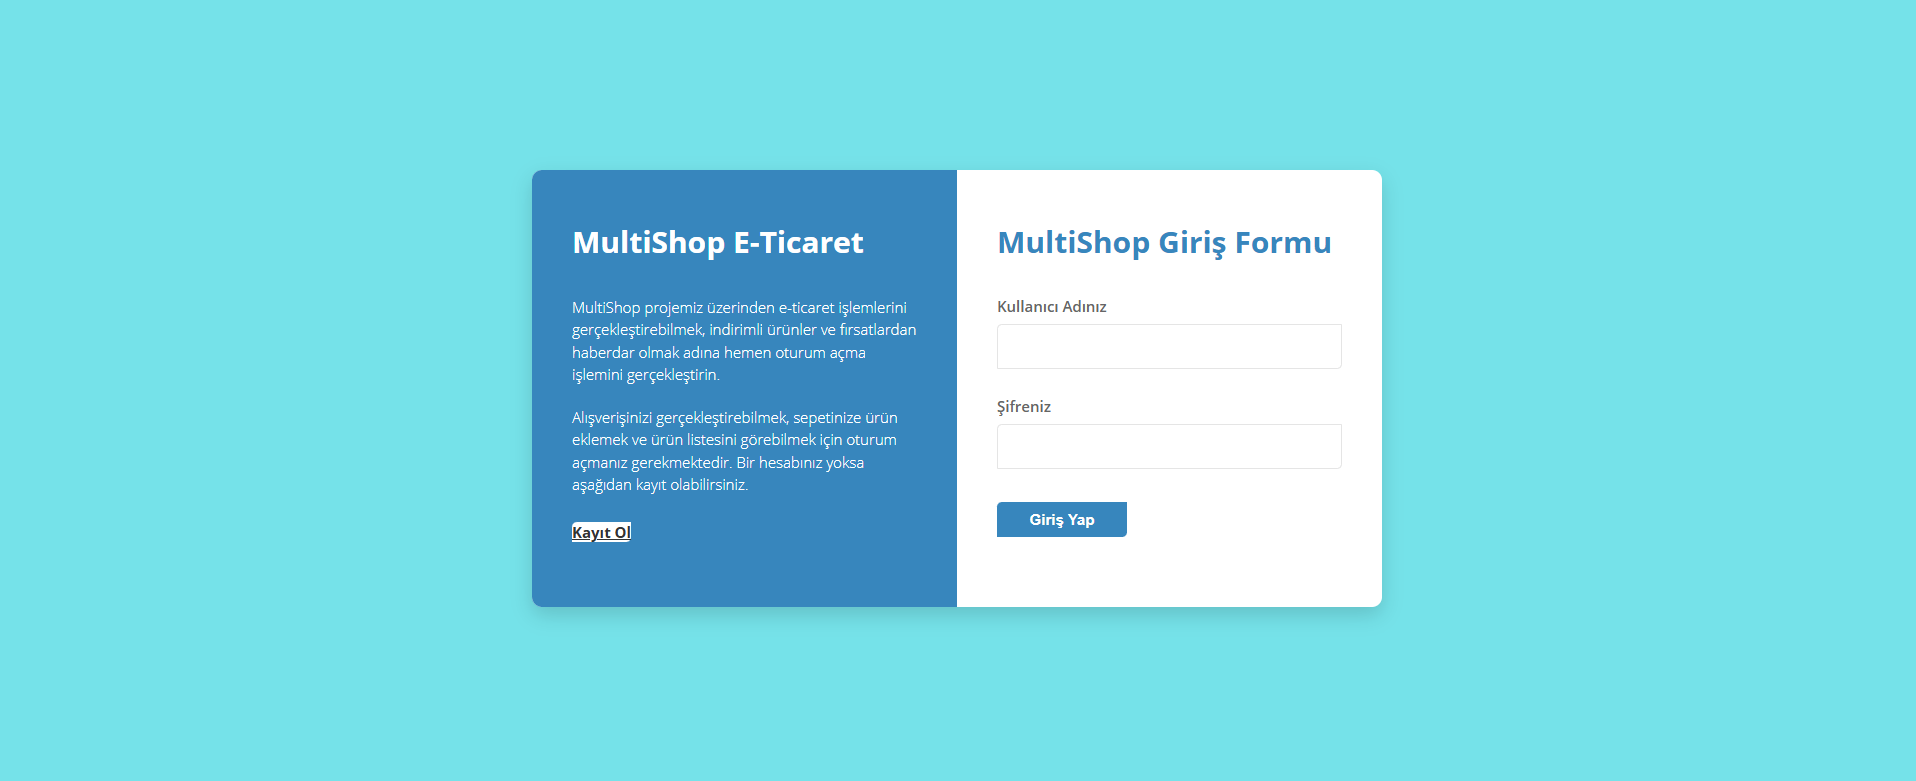 MultiShop E-Ticaret
MultiShop projemiz üzerinden e-ticaret işlemlerini
gerçekleştirebilmek, indirimli ürünler ve fırsatlardan
haberdar olmak adına hemen oturum açma
işlemini gerçekleştirin.
Alışverişinizi gerçekleştirebilmek, sepetinize ürün
eklemek ve ürün listesini görebilmek için oturum
açmanız gerekmektedir. Bir hesabınız yoksa
aşağıdan kayıt olabilirsiniz.
Kayıt Ol
MultiShop Giriş Formu
Kullanıcı Adınız
Şifreniz
Giriş Yap